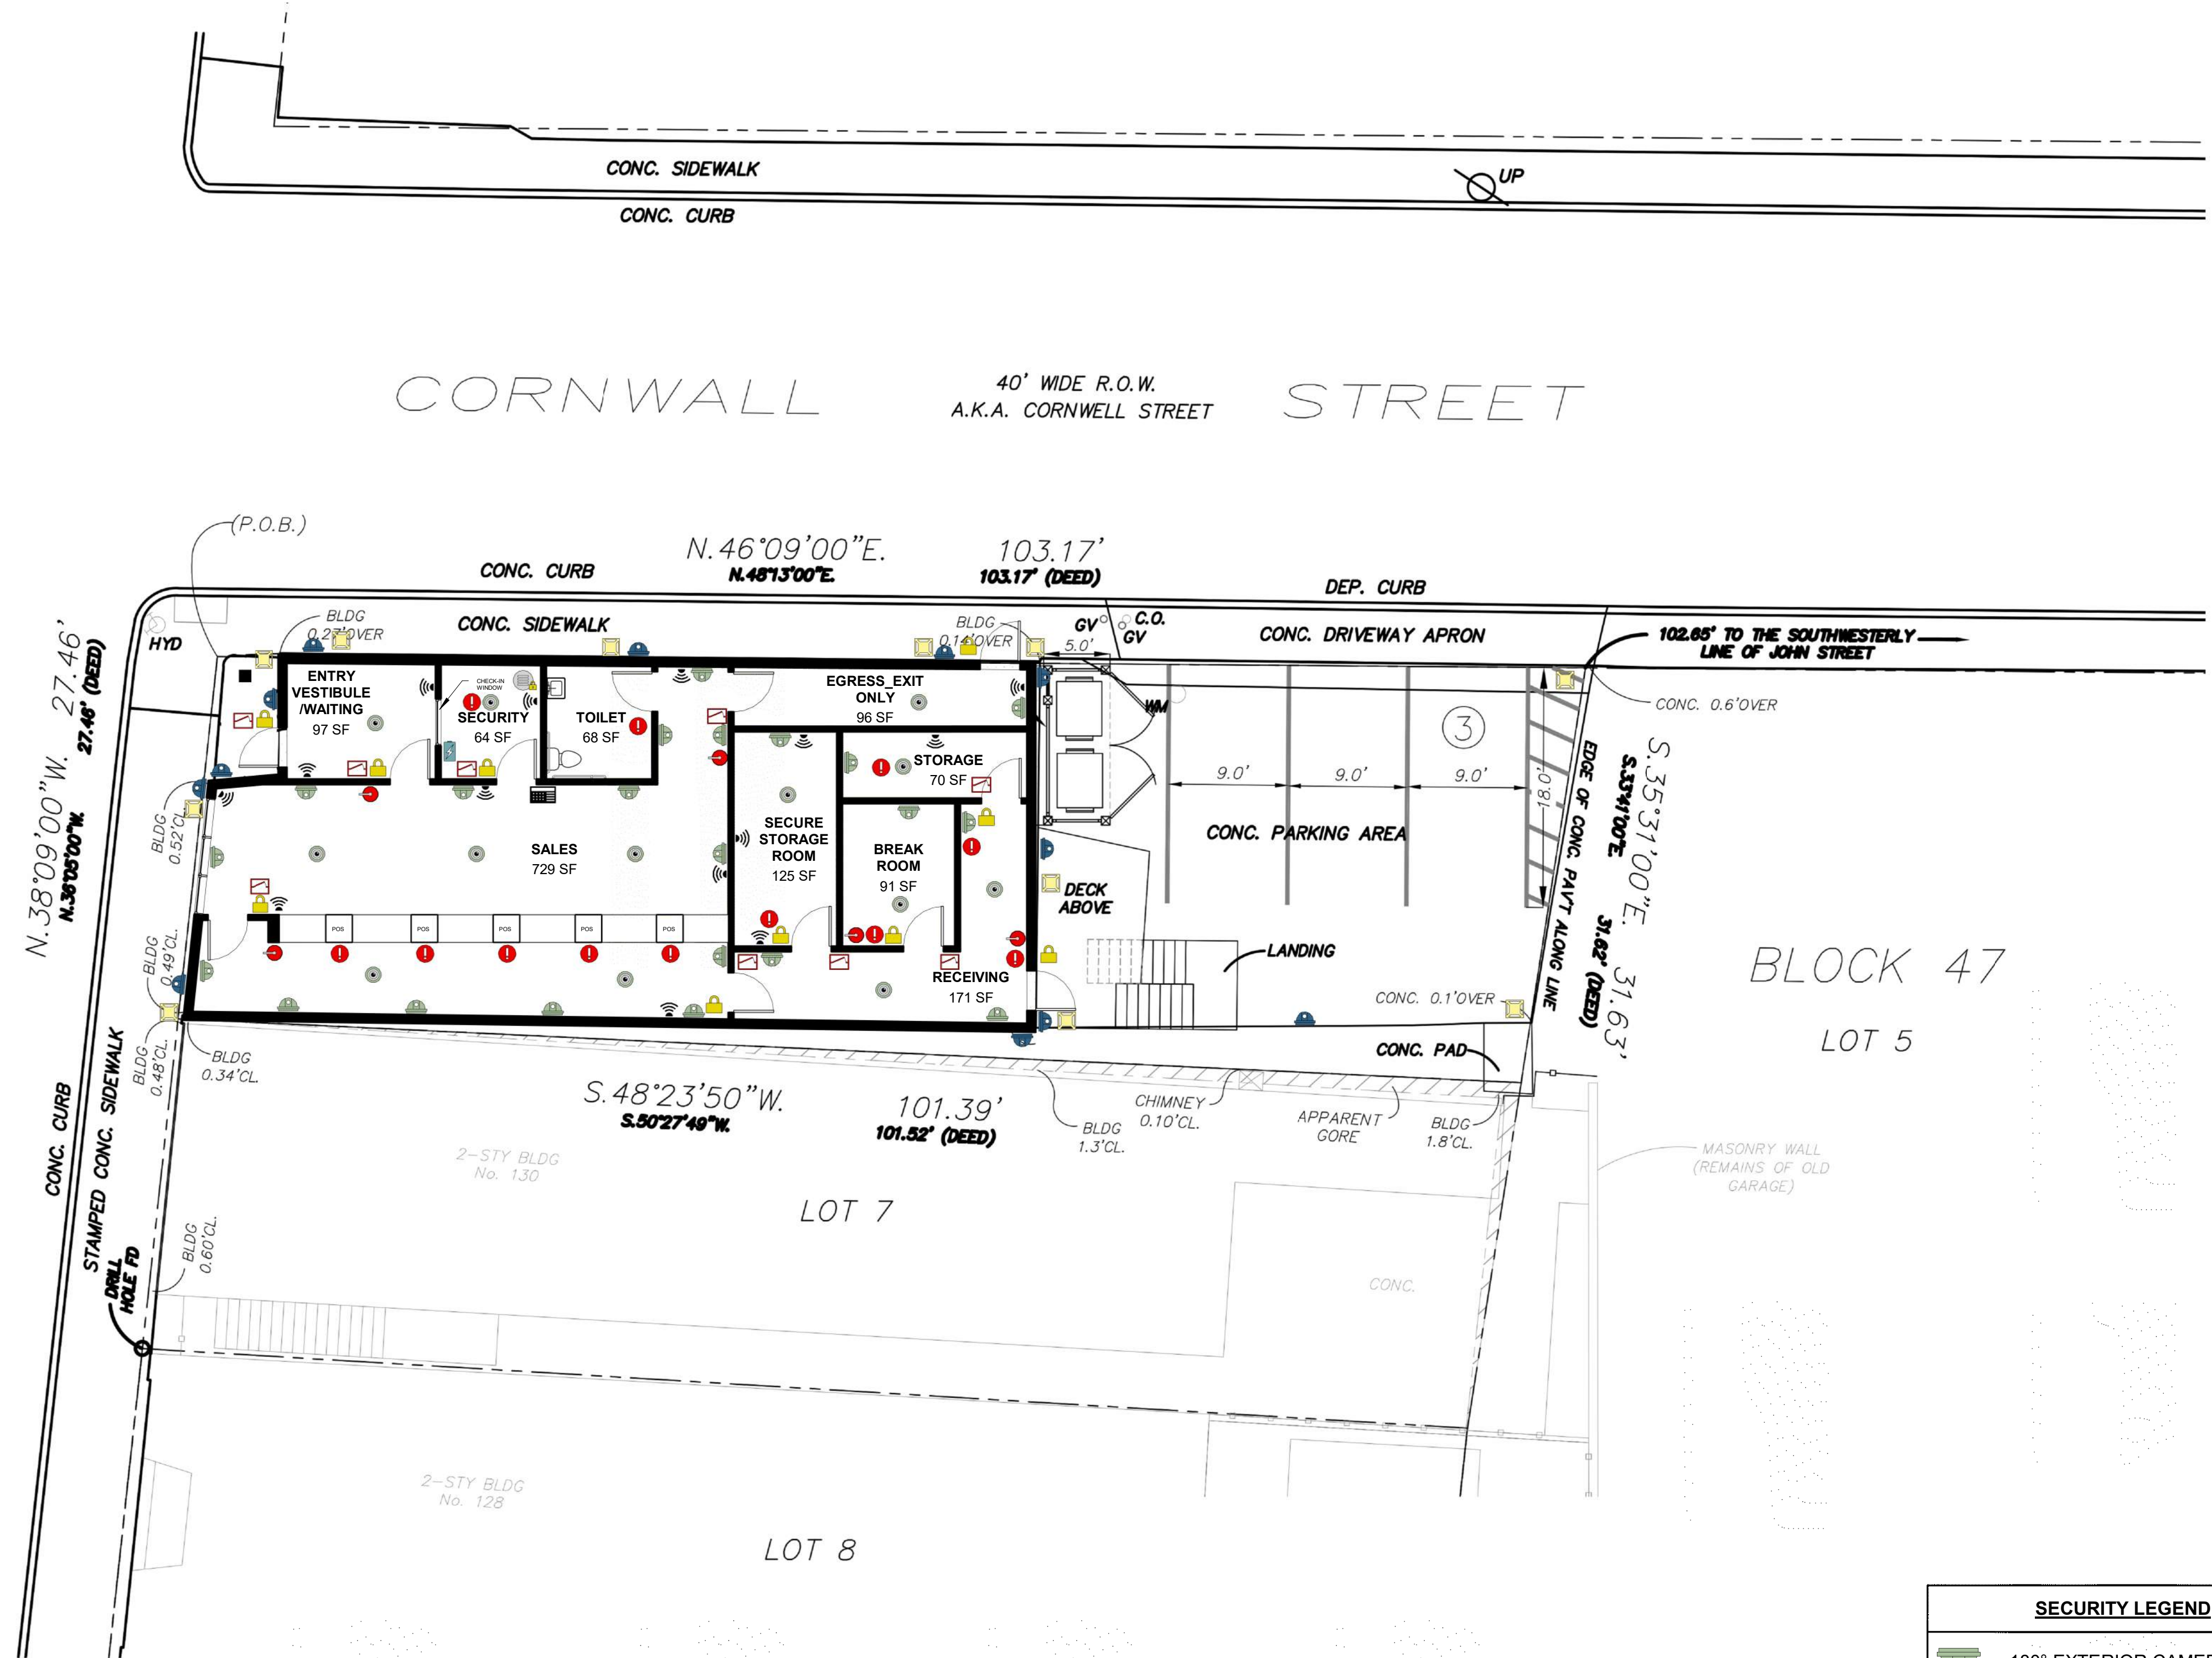 CONC. SIDEWALK
CONC. CURB
UP
CORNWALL
40' WIDE R.O.W.
A.K.A. CORNWELL STREET
STREET
(P.O.B.)
N.46°09'00"E.
N.48°13'00"E.
103.17'
103.17' (DEED)
CONC. CURB
DEP. CURB
HYD
BLDG
CONC. SIDEWALK
BLDG
0.14'OVER
5.0'
GV
C.O.
GV
CONC. DRIVEWAY APRON
102.65' TO THE SOUTHWESTERLY
LINE OF JOHN STREET
N.38°09'00"W. 27.46'
N.36°05'00"W. 27.46' (DEED)
ENTRY
VESTIBULE
/WAITING
97 SF
CHECK-IN
WINDOW
SECURITY
64 SF
TOILET
68 SF
EGRESS_EXIT
ONLY
96 SF
WM
3
CONC. 0.6'OVER
STORAGE
70 SF
9.0'
9.0'
9.0'
18.0'
EDGE OF CONC. PAV'T ALONG LINE
S.35°31'00"E. 31.63'
S.33°41'00"E. 31.62' (DEED)
BLDG
0.52'CL.
SALES
729 SF
SECURE
STORAGE
ROOM
125 SF
BREAK
ROOM
91 SF
CONC. PARKING AREA
DECK
ABOVE
POS
POS
POS
POS
POS
BLDG
0.49'CL.
RECEIVING
171 SF
LANDING
CONC. 0.1'OVER
BLOCK 47
LOT 5
BLDG
0.48'CL.
BLDG
0.34'CL.
CONC. PAD
S.48°23'50"W.
S.50°27'49"W.
101.39'
101.52' (DEED)
BLDG
1.3'CL.
CHIMNEY
0.10'CL.
APPARENT
GORE
BLDG
1.8'CL.
MASONRY WALL
(REMAINS OF OLD
GARAGE)
CONC. CURB
STAMPED CONC. SIDEWALK
2-STY BLDG
No. 130
LOT 7
BLDG
0.60'CL.
DRILL
HOLE FD
CONC.
2-STY BLDG
No. 128
LOT 8
SECURITY LEGEND